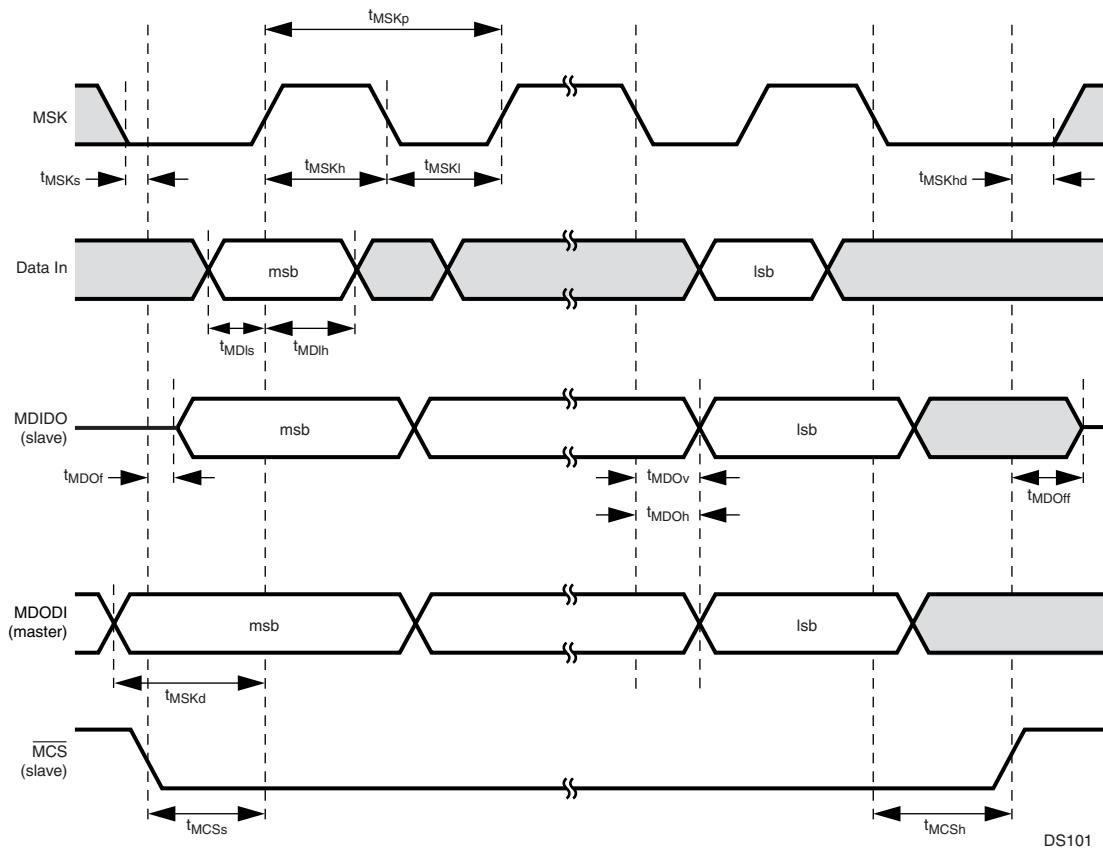 tMSKp
MSK
tMSKs
tMSKh
tMSKl
tMSKhd
Data In
msb
lsb
tMDIs
tMDIh
MDIDO
(slave)
msb
lsb
tMDOf
tMDOv
tMDOh
tMDOff
MDODI
(master)
msb
lsb
tMSKd
MCS
(slave)
tMCSs
tMCSh
DS101